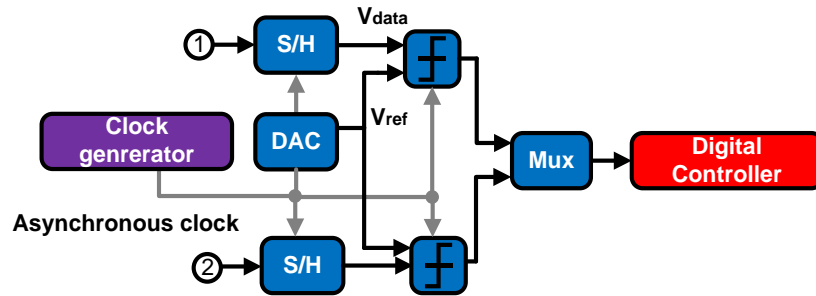 1
S/H
Vdata
Clock
genrerator
DAC
Vref
Mux
Digital
Controller
Asynchronous clock
2
S/H